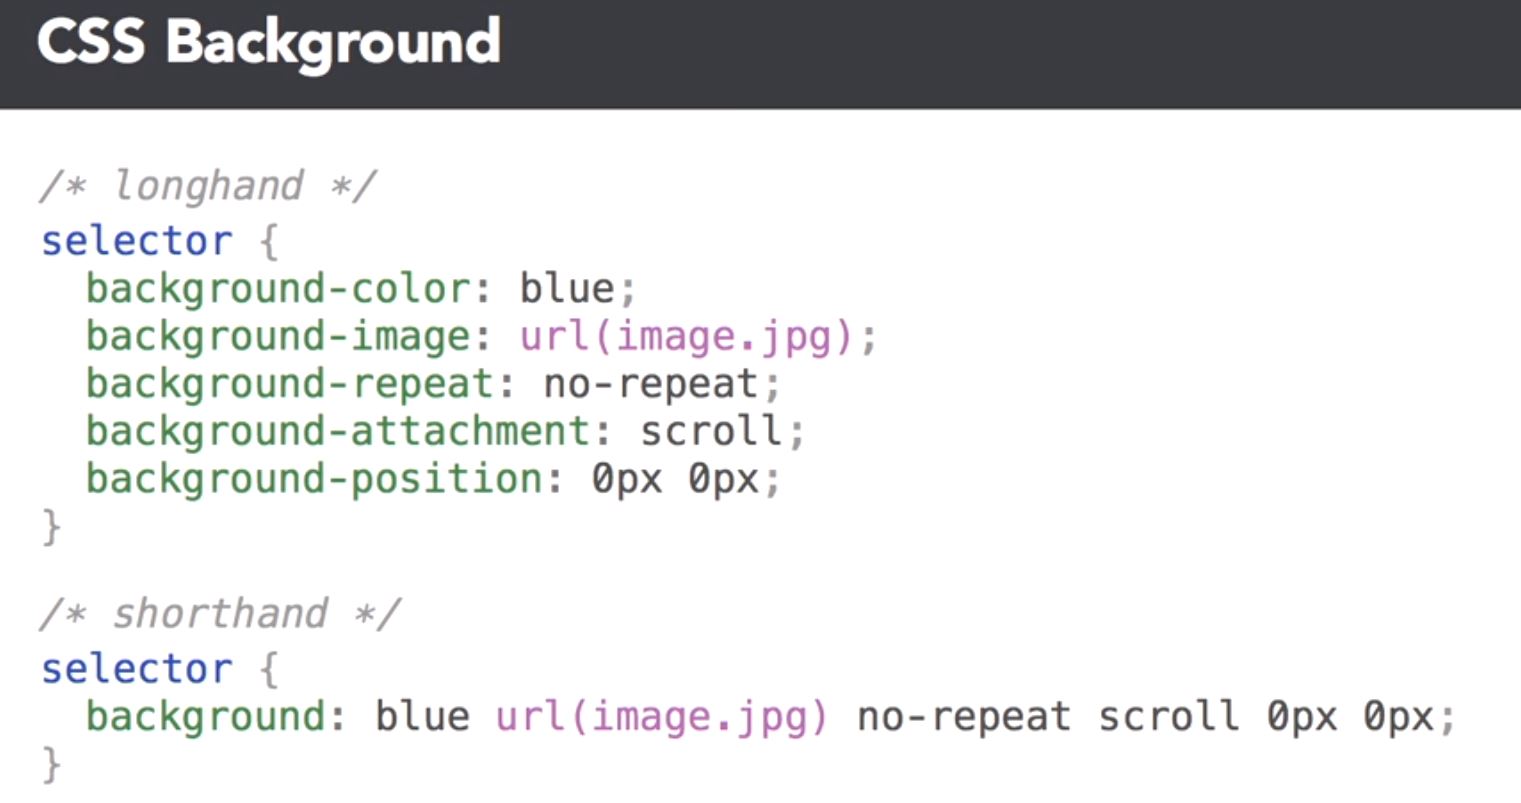 CSS Background
/* longhand */
selector {
background-color: blue;
background-image: url(image.jpg);
background-repeat: no-repeat;
background-attachment: scroll;
background-position: 0px 0px;
}
/* shorthand */
selector {
background: blue url(image.jpg) no-repeat scroll 0px 0px;
}